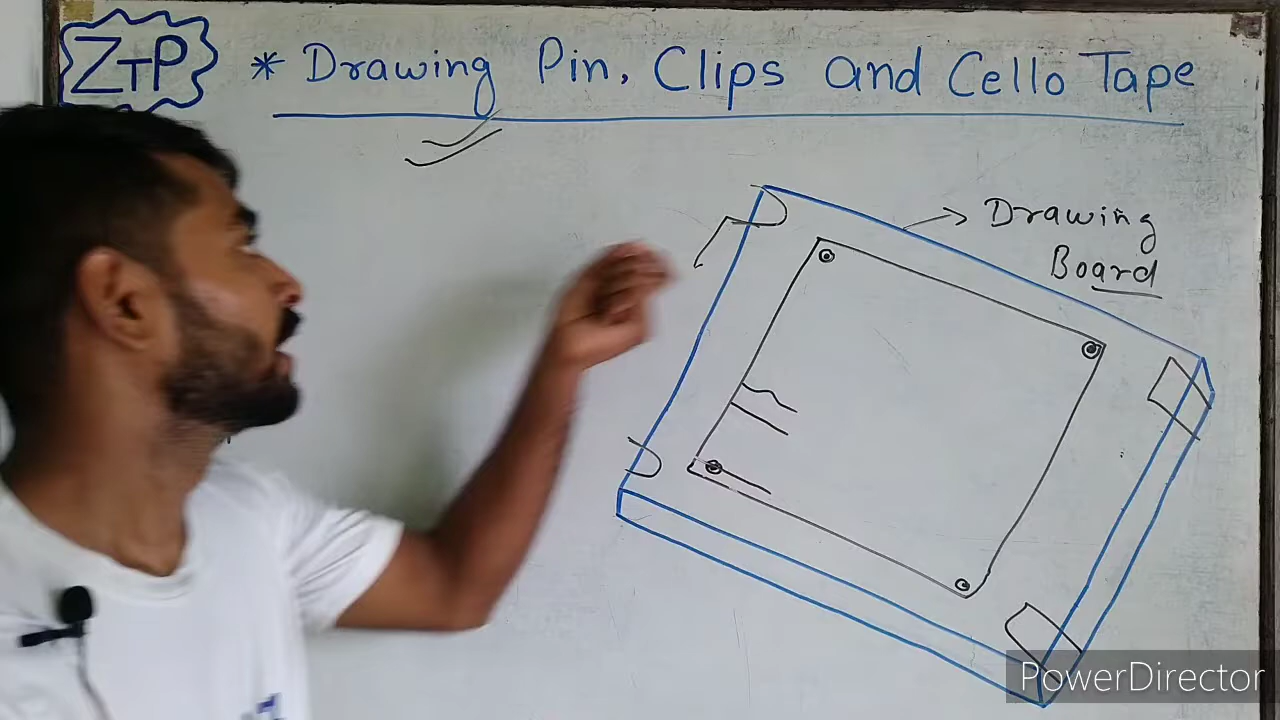 ZTP
* Drawing Pin, Clips and Cello Tape
Drawing
Board
PowerDirector